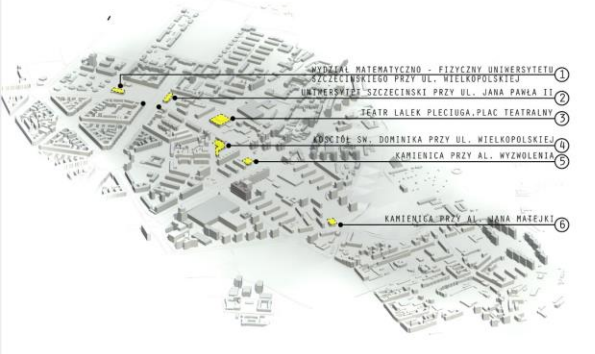 WYDZIAŁ MATEMATYCZNO - FIZYCZNY UNIWERSYTETU
SZCZECIŃSKIEGO PRZY UL. WIELKOPOLSKIEJ
1
UNIWERSYTET SZCZECIŃSKI PRZY UL. JANA PAWŁA II
2
TEATR LALEK PLECIUGA,PLAC TEATRALNY
3
KOŚCIÓŁ SW. DOMINIKA PRZY UL. WIELKOPOLSKIEJ
4
KAMIENICA PRZY AL. WYZWOLENIA
5
KAMIENICA PRZY AL. JANA MATEJKI
6